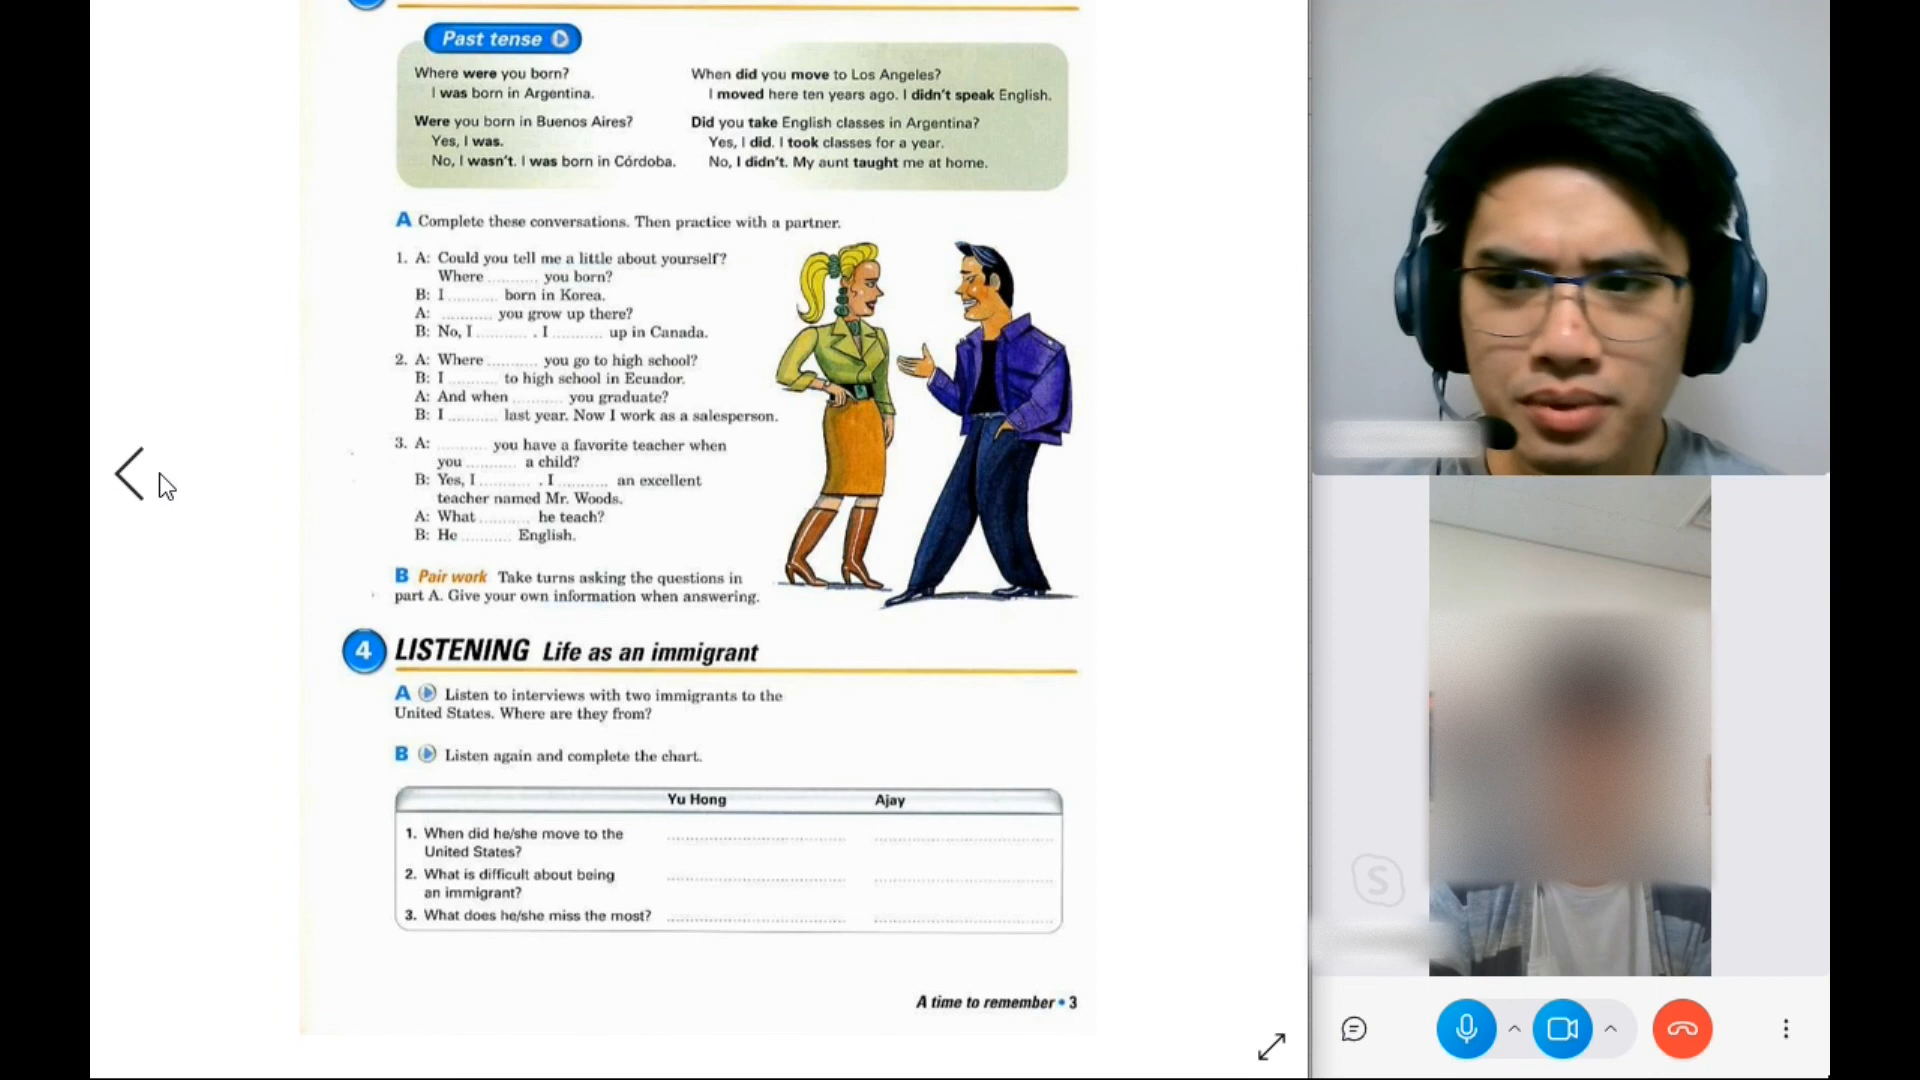 Past tense
Where were you born?
I was born in Argentina.
Were you born in Buenos Aires?
Yes, I was.
No, I wasn't. I was born in Córdoba.
When did you move to Los Angeles?
I moved here ten years ago. I didn't speak English.
Did you take English classes in Argentina?
Yes, I did. I took classes for a year.
No, I didn't. My aunt taught me at home.
A Complete these conversations. Then practice with a partner.
1. A: Could you tell me a little about yourself?
Where .......... you born?
B: I .......... born in Korea.
A: .......... you grow up there?
B: No, I .......... . I .......... up in Canada.
2. A: Where .......... you go to high school?
B: I .......... to high school in Ecuador.
A: And when .......... you graduate?
B: I .......... last year. Now I work as a salesperson.
3. A: .......... you have a favorite teacher when
you .......... a child?
B: Yes, I .......... . I .......... an excellent
teacher named Mr. Woods.
A: What .......... he teach?
B: He .......... English.
B Pair work Take turns asking the questions in
part A. Give your own information when answering.
4 LISTENING Life as an immigrant
A Listen to interviews with two immigrants to the
United States. Where are they from?
B Listen again and complete the chart.
Yu Hong Ajay
1. When did he/she move to the
United States?
2. What is difficult about being
an immigrant?
3. What does he/she miss the most?
A time to remember • 3